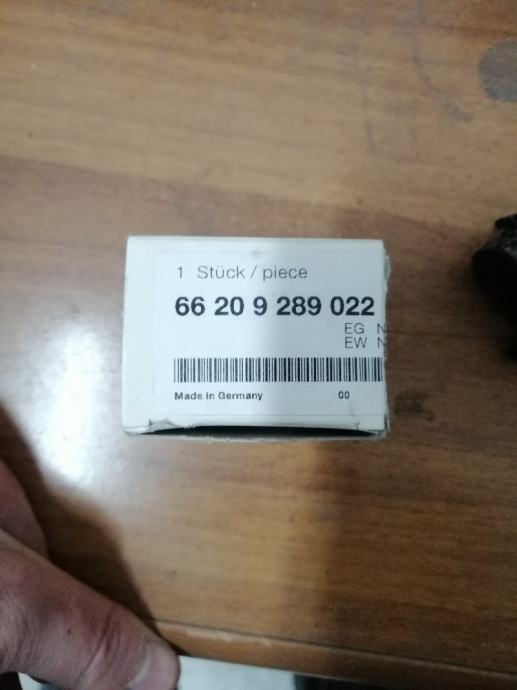 1 Stück / piece
66 20 9 289 022
EG N
EW N
Made in Germany 00